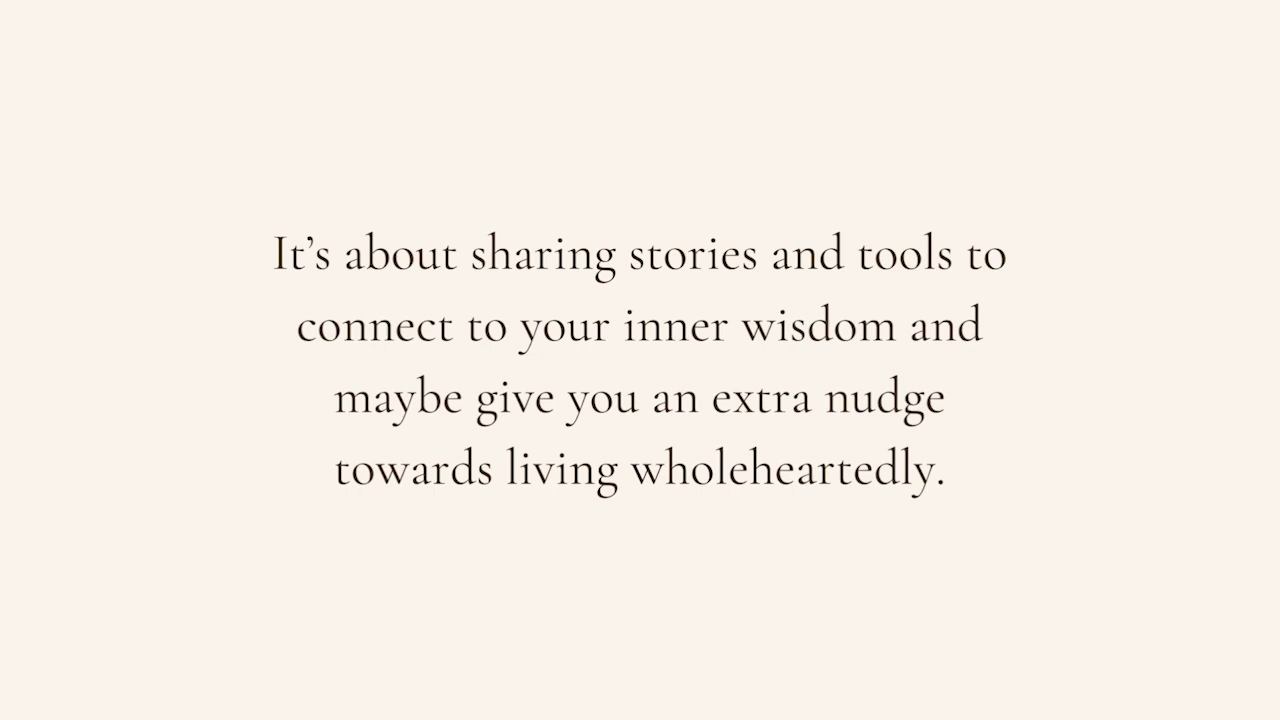 It’s about sharing stories and tools to
connect to your inner wisdom and
maybe give you an extra nudge
towards living wholeheartedly.